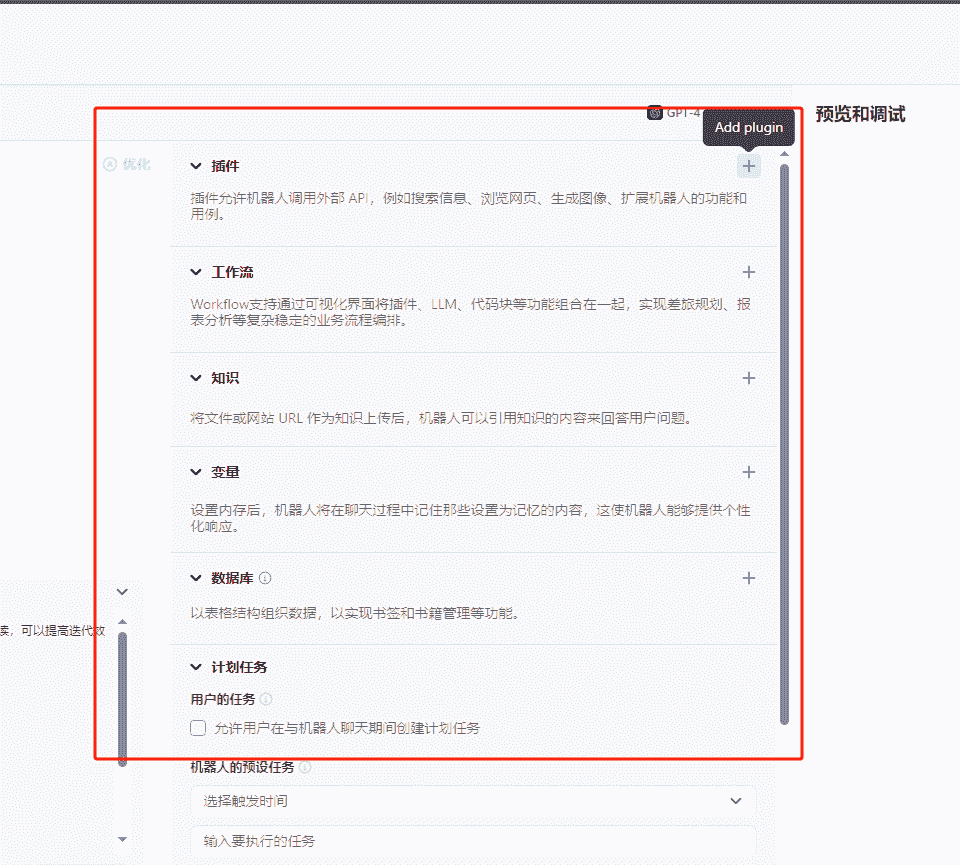 GPT-4
Add plugin
预览和调试
优化
插件
插件允许机器人调用外部 API，例如搜索信息、浏览网页、生成图像、扩展机器人的功能和
用例。
工作流
Workflow支持通过可视化界面将插件、LLM、代码块等功能组合在一起，实现差旅规划、报
表分析等复杂稳定的业务流程编排。
知识
将文件或网站 URL 作为知识上传后，机器人可以引用知识的内容来回答用户问题。
变量
设置内存后，机器人将在聊天过程中记住那些设置为记忆的内容，这使机器人能够提供个性
化响应。
数据库
以表格结构组织数据，以实现书签和书籍管理等功能。
读，可以提高迭代效
计划任务
用户的任务
允许用户在与机器人聊天期间创建计划任务
机器人的预设任务
选择触发时间
输入要执行的任务